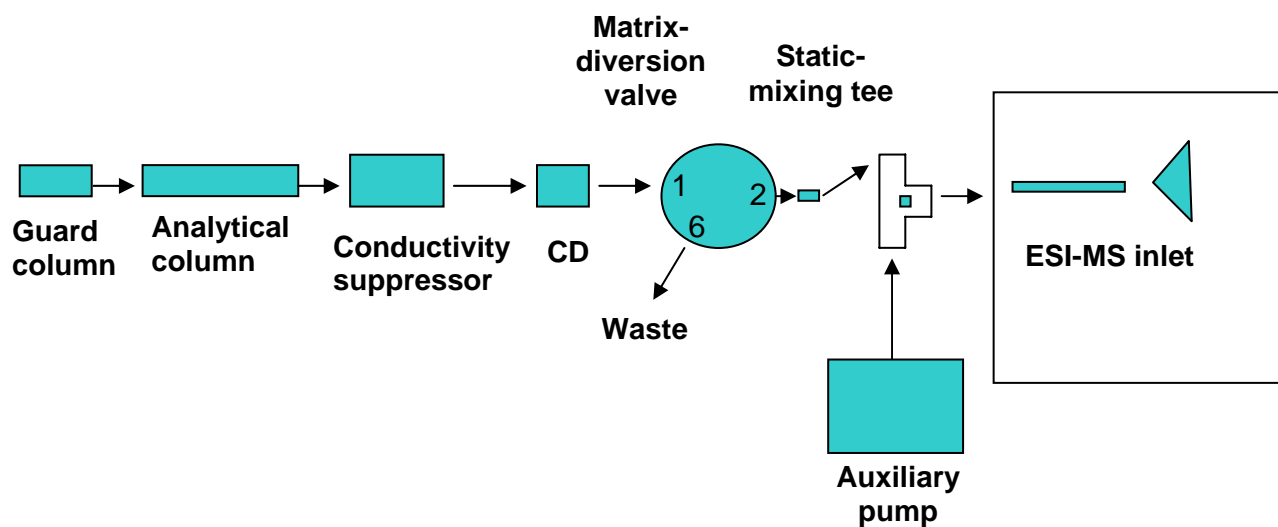 Matrix-
diversion
valve
Static-
mixing tee
1
2
6
Guard
column
Analytical
column
Conductivity
suppressor
CD
Waste
ESI-MS inlet
Auxiliary
pump